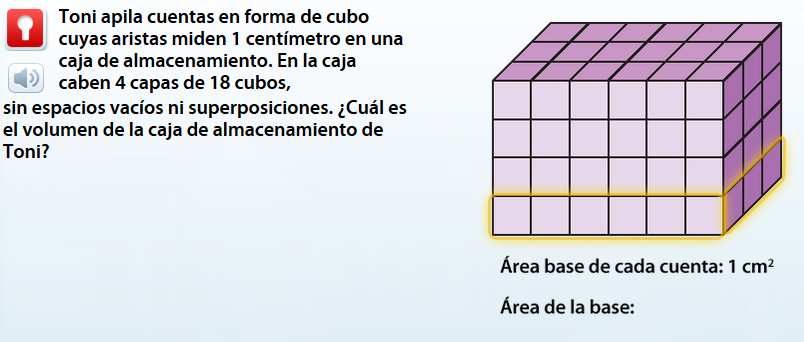 Toni apila cuentas en forma de cubo
cuyas aristas miden 1 centímetro en una
caja de almacenamiento. En la caja
caben 4 capas de 18 cubos,
sin espacios vacíos ni superposiciones. ¿Cuál es
el volumen de la caja de almacenamiento de
Toni?
Área base de cada cuenta: 1 cm²
Área de la base: